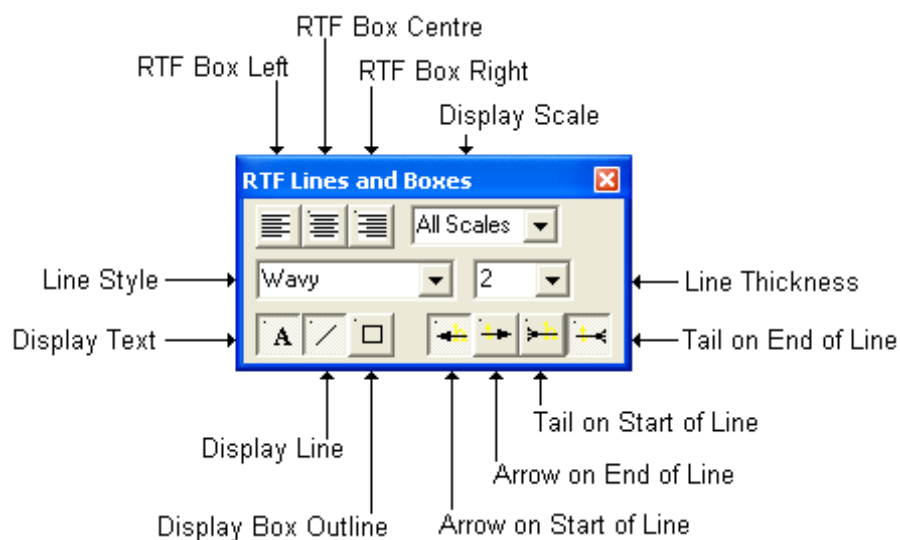 RTF Box Centre
RTF Box Left
RTF Box Right
Display Scale
RTF Lines and Boxes
All Scales
Line Style
Wavy
2
Line Thickness
Display Text
A
Tail on End of Line
Tail on Start of Line
Display Line
Arrow on End of Line
Display Box Outline
Arrow on Start of Line